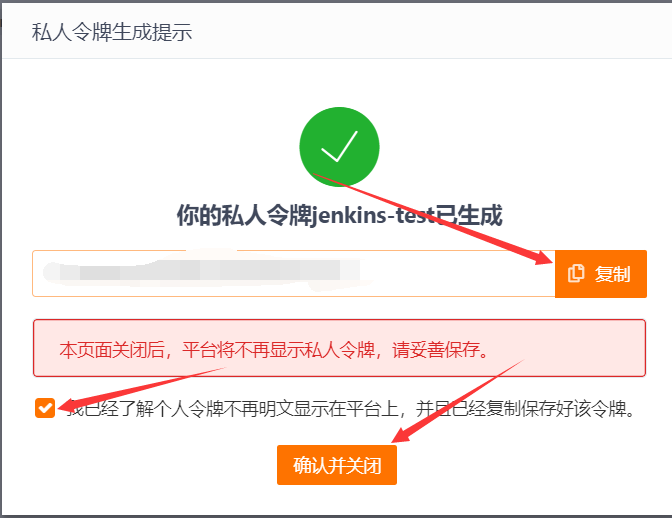 私人令牌生成提示
你的私人令牌jenkins-test已生成
复制
本页面关闭后，平台将不再显示私人令牌，请妥善保存。
我已经了解个人令牌不再明文显示在平台上，并且已经复制保存好该令牌。
确认并关闭